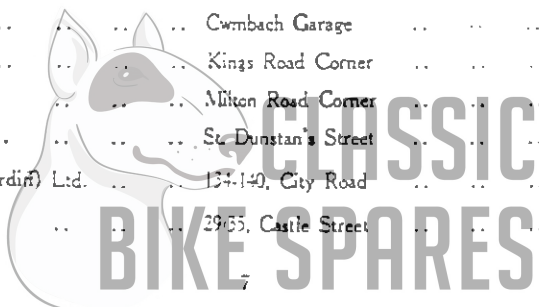 .. .. .. .. Cwmbach Garage .. .. ..
.. .. .. .. Kings Road Corner .. .. ..
.. .. .. Milton Road Corner .. .. ..
. .. .. .. St. Dunstan's Street .. .. ..
rdiff) Ltd. .. .. 134-140, City Road .. .. ..
.. .. .. 29/35, Castle Street .. .. ..
7
CLASSIC
BIKE SPARES